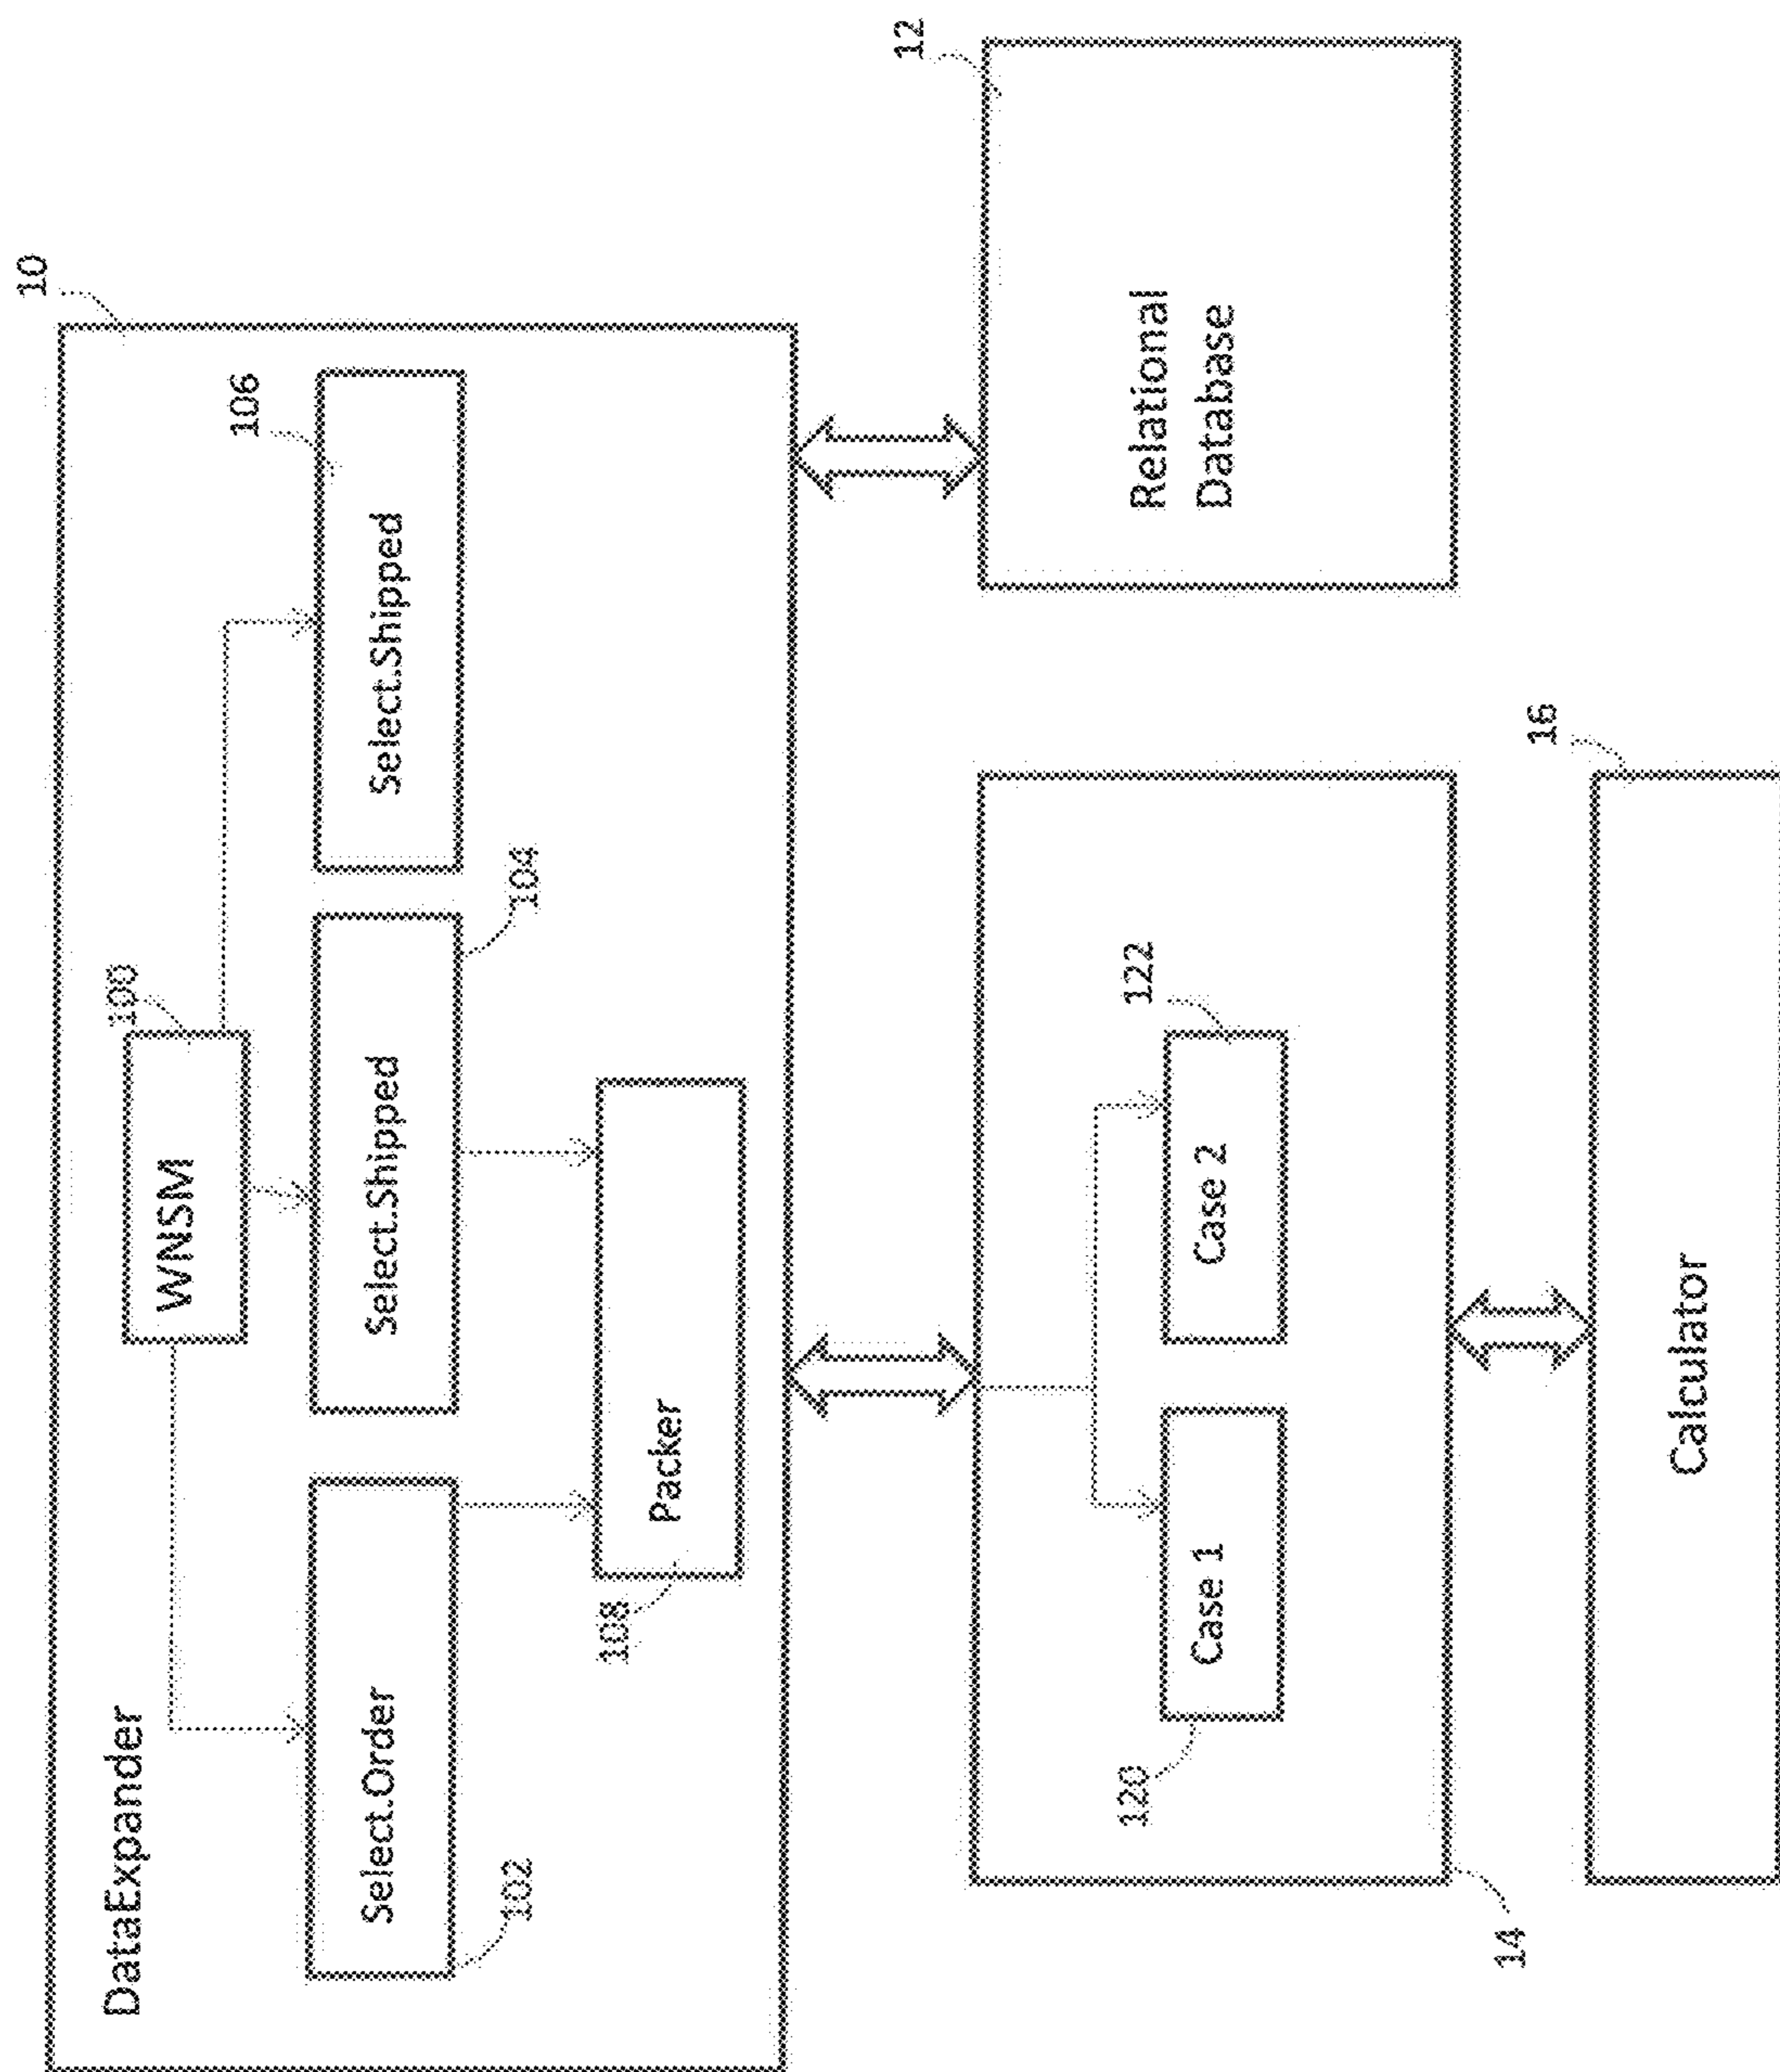 10
DataExpander
WNSM
100
Select.Order
102
Select.Shipped
104
Select.Shipped
106
Packer
108
Relational
Database
12
Case 1
120
Case 2
122
14
Calculator
16